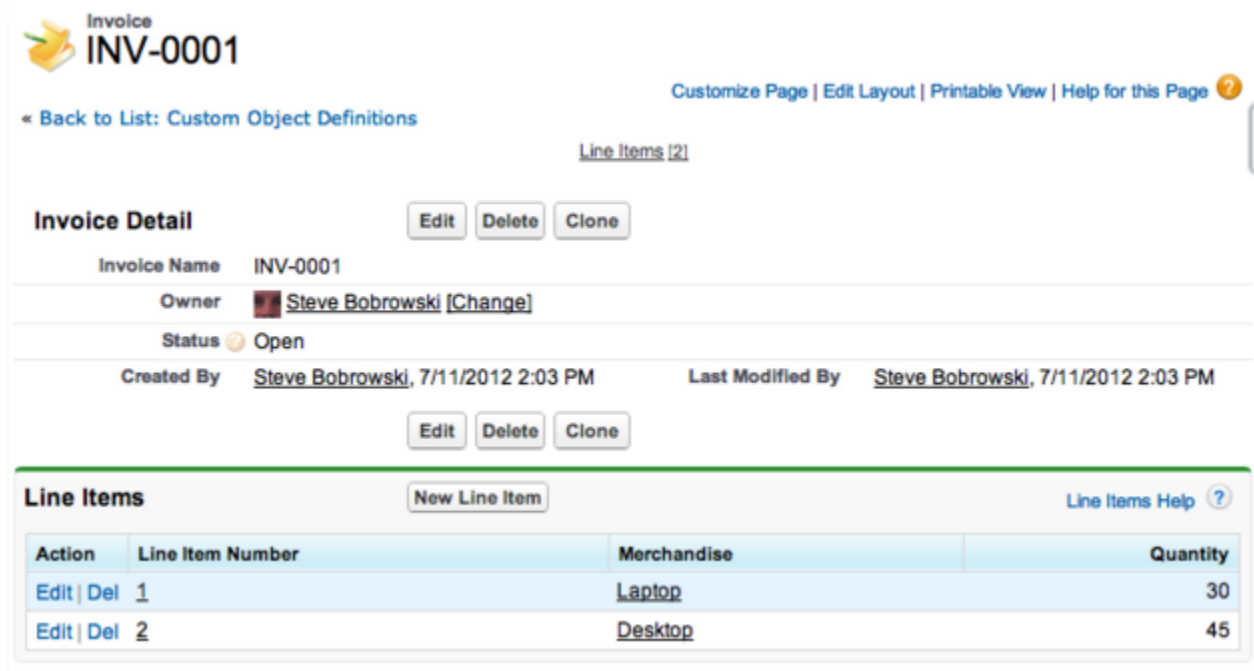 Invoice
INV-0001
Customize Page | Edit Layout | Printable View | Help for this Page ?
« Back to List: Custom Object Definitions
Line Items [2]
Invoice Detail Edit Delete Clone
Invoice Name INV-0001
Owner Steve Bobrowski [Change]
Status ? Open
Created By Steve Bobrowski, 7/11/2012 2:03 PM Last Modified By Steve Bobrowski, 7/11/2012 2:03 PM
Edit Delete Clone
Line Items New Line Item Line Items Help ?
Action Line Item Number Merchandise Quantity
Edit | Del 1 Laptop 30
Edit | Del 2 Desktop 45